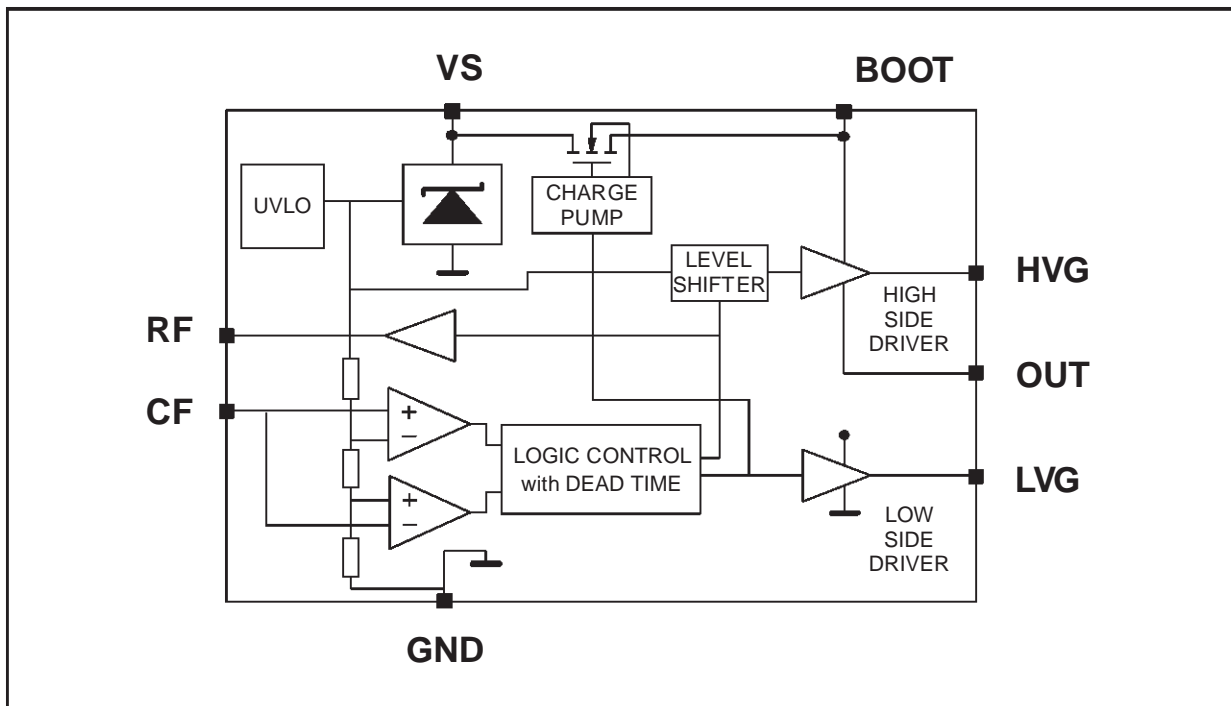 VS
BOOT
UVLO
CHARGE
PUMP
LEVEL
SHIFTER
HVG
HIGH
SIDE
DRIVER
RF
OUT
CF
+
−
LOGIC CONTROL
with DEAD TIME
+
−
LVG
LOW
SIDE
DRIVER
GND